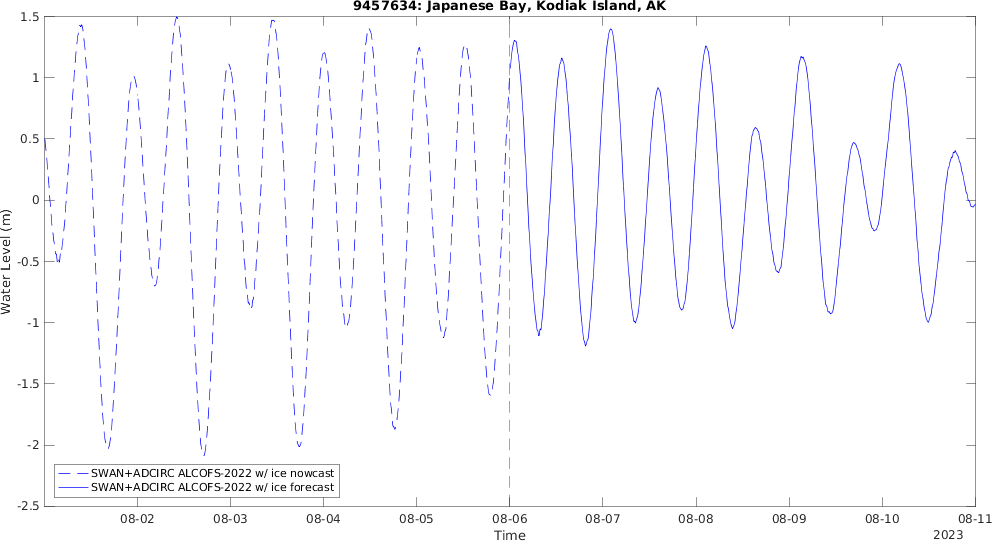 9457634: Japanese Bay, Kodiak Island, AK
1.5
1
0.5
0
-0.5
-1
-1.5
-2
-2.5
Water Level (m)
SWAN+ADCIRC ALCOFS-2022 w/ ice nowcast
SWAN+ADCIRC ALCOFS-2022 w/ ice forecast
08-02 08-03 08-04 08-05 08-06 08-07 08-08 08-09 08-10 08-11
Time
2023